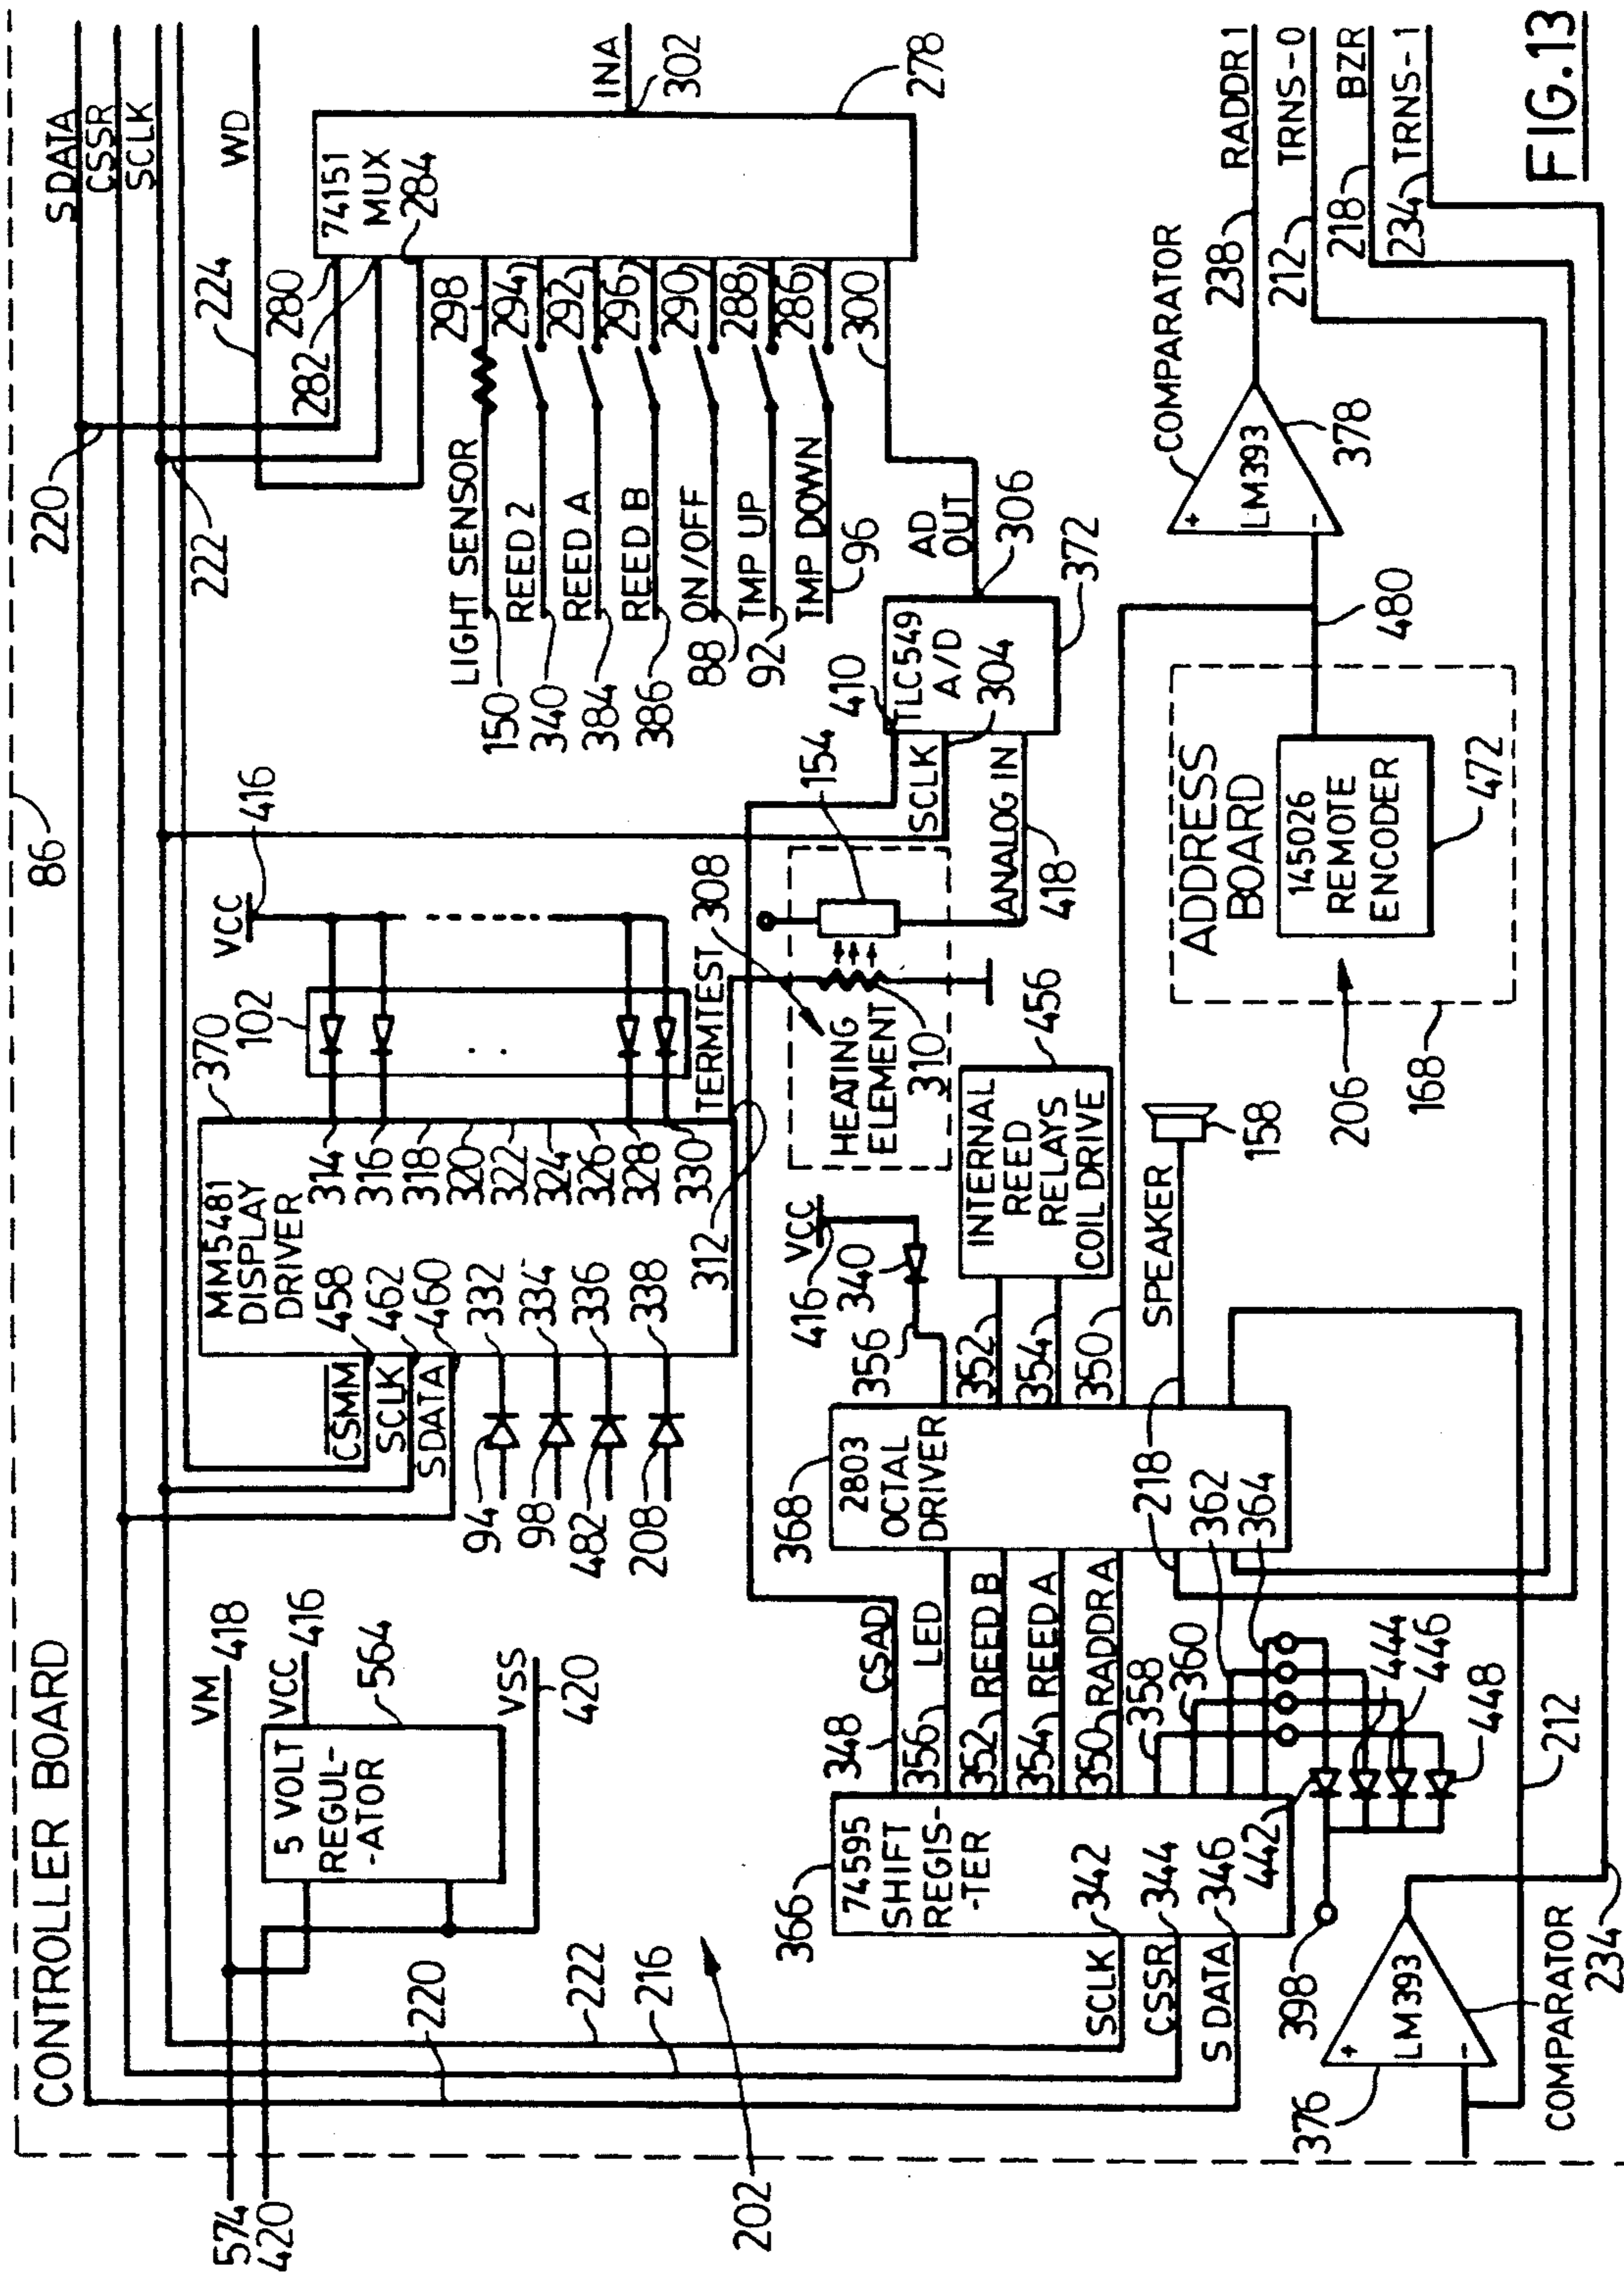 CONTROLLER BOARD
86
SDATA
CSSR
SCLK
220
222
WD
224
574
420
VM
418
5 VOLT
REGUL-
-ATOR
VCC
416
564
VSS
420
202
220
216
222
MM5481
DISPLAY
DRIVER
370
102
VCC
416
CSMM
SCLK
SDATA
458
462
460
332
334
336
338
94
98
482
208
314
316
318
320
322
324
326
328
330
312
TERMTEST
308
HEATING
ELEMENT
310
154
74151
MUX
284
280
282
298
294
292
296
290
288
286
300
INA
302
278
LIGHT SENSOR
150
REED 2
340
REED A
384
REED B
386
ON/OFF
88
TMP UP
92
TMP DOWN
96
410
TLC549
A/D
304
SCLK
ANALOG IN
418
AD
OUT
306
372
366
74595
SHIFT
REGIS-
-TER
SCLK
342
CSSR
344
S DATA
346
348
CSAD
356
LED
352
REED B
354
REED A
350
RADDRA
358
360
362
364
218
368
2803
OCTAL
DRIVER
356
VCC
416
340
352
354
350
INTERNAL
REED
RELAYS
COIL DRIVE
456
SPEAKER
158
218
442
444
446
448
398
376
+
LM393
-
COMPARATOR
234
212
ADDRESS
BOARD
145026
REMOTE
ENCODER
472
206
168
480
COMPARATOR
+
LM393
-
378
238
RADDR1
212
TRNS-0
218
BZR
234
TRNS-1
FIG.13